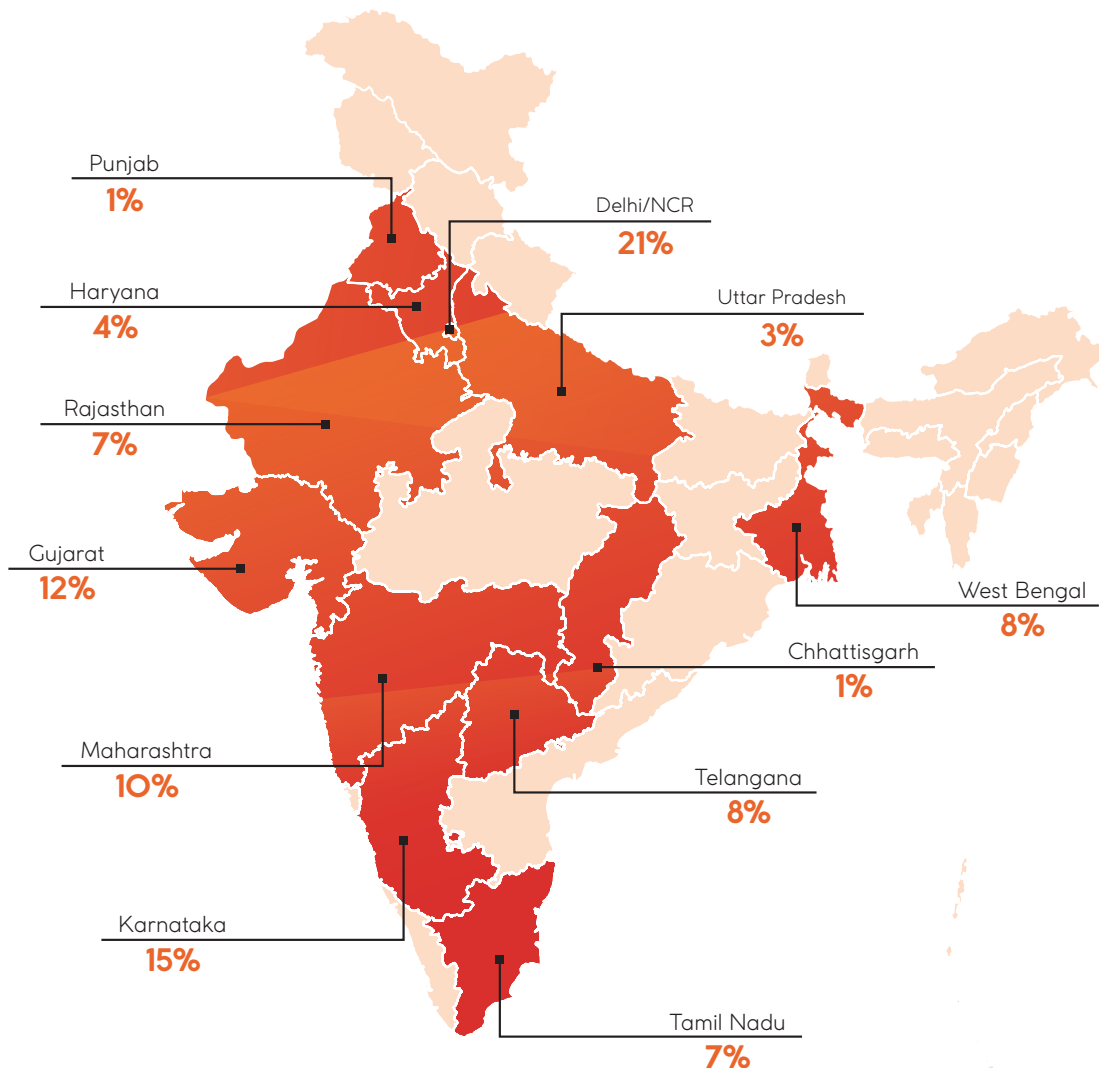 Punjab
1%
Delhi/NCR
21%
Haryana
4%
Uttar Pradesh
3%
Rajasthan
7%
Gujarat
12%
West Bengal
8%
Chhattisgarh
1%
Maharashtra
10%
Telangana
8%
Karnataka
15%
Tamil Nadu
7%